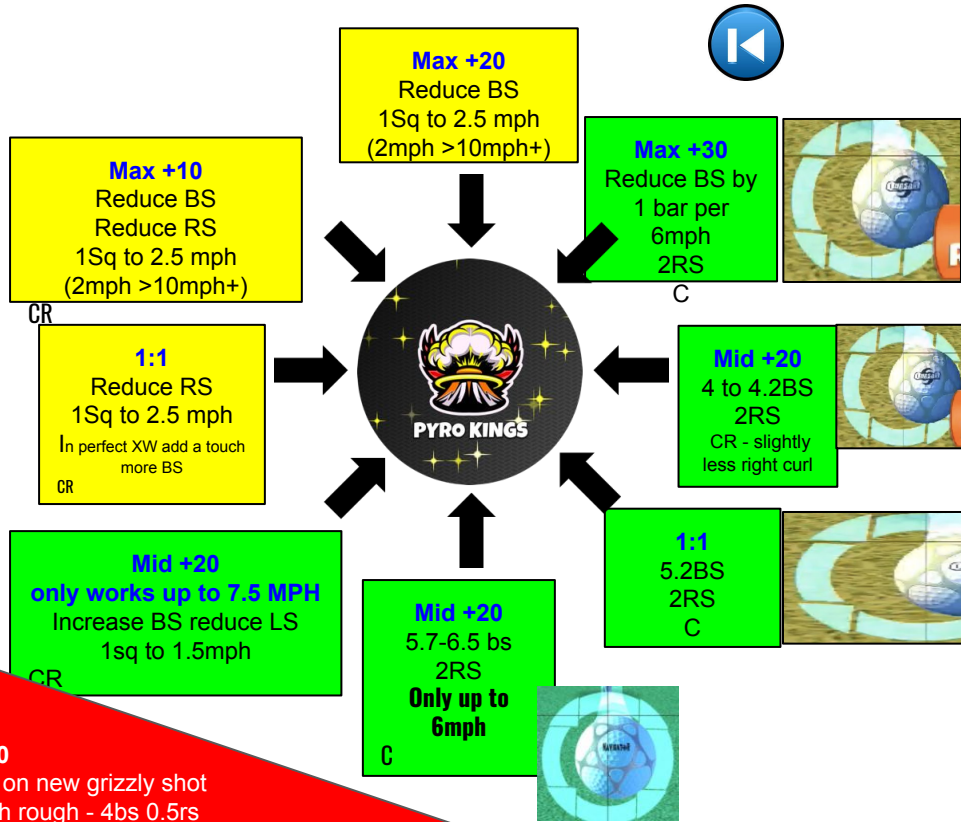 Max +20
Reduce BS
1Sq to 2.5 mph
(2mph >10mph+)
Max +10
Reduce BS
Reduce RS
1Sq to 2.5 mph
(2mph >10mph+)
CR
Max +30
Reduce BS by
1 bar per
6mph
2RS
C
1:1
Reduce RS
1Sq to 2.5 mph
In perfect XW add a touch
more BS
CR
PYRO KINGS
Mid +20
4 to 4.2BS
2RS
CR - slightly
less right curl
Mid +20
only works up to 7.5 MPH
Increase BS reduce LS
1sq to 1.5mph
CR
Mid +20
5.7-6.5 bs
2RS
Only up to
6mph
C
1:1
5.2BS
2RS
C
NAVIGATOR
0
on new grizzly shot
h rough - 4bs 0.5rs